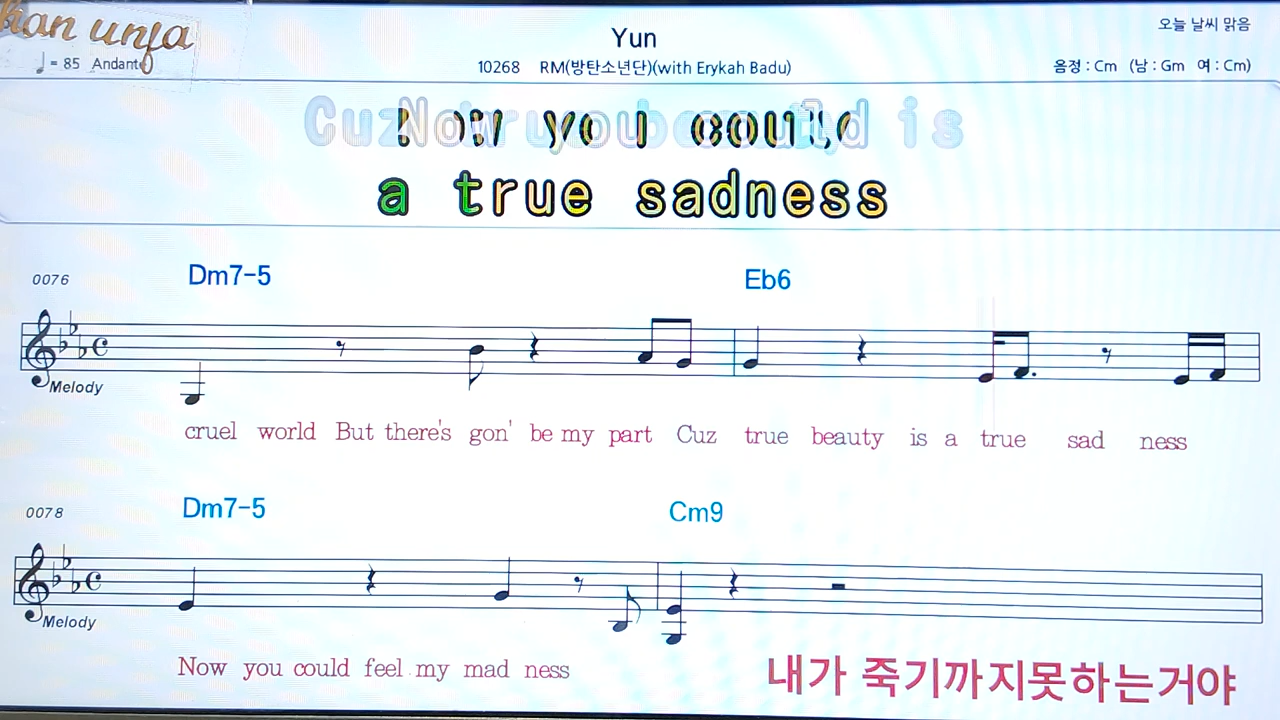 Yun
오늘 날씨 맑음
♩ = 85 Andante
10268 RM(방탄소년단)(with Erykah Badu)
음정 : Cm (남 : Gm 여 : Cm)
Now you could
a true sadness
0076
Dm7-5 Eb6
Melody
cruel world But there's gon' be my part Cuz true beauty is a true sad ness
0078
Dm7-5 Cm9
Melody
Now you could feel my mad ness
내가 죽기까지못하는거야